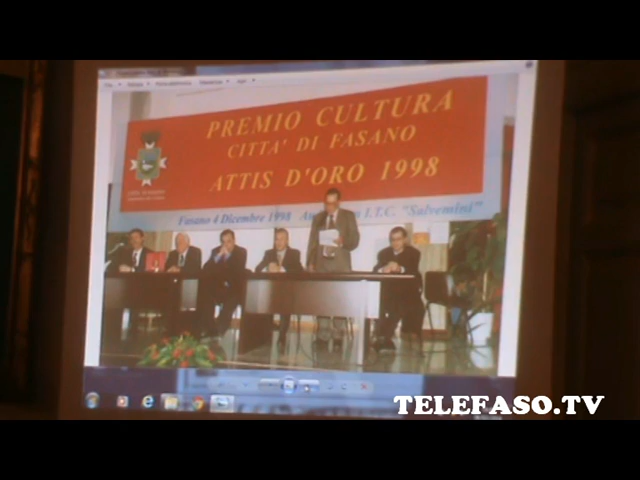 PREMIO CULTURA
CITTA' DI FASANO
ATTIS D'ORO 1998
Fasano 4 Dicembre 1998 I.T.C. "Salvemini"
TELEFASO.TV